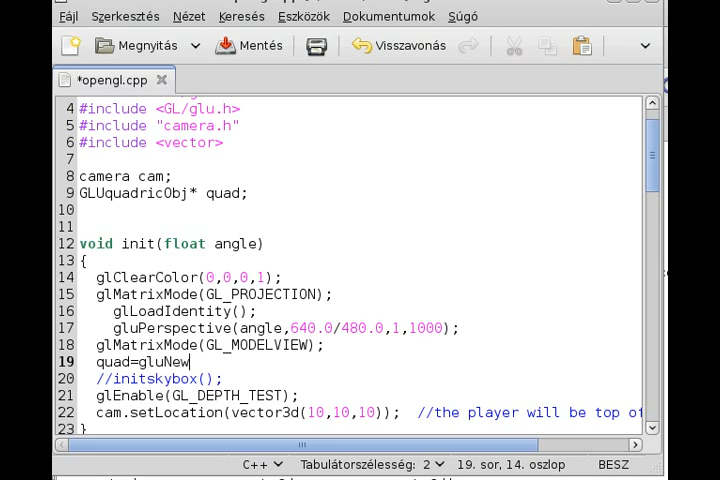 Fájl Szerkesztés Nézet Keresés Eszközök Dokumentumok Súgó
Megnyitás Mentés Visszavonás
*opengl.cpp
4 #include <GL/glu.h>
5 #include "camera.h"
6 #include <vector>
7
8 camera cam;
9 GLUquadricObj* quad;
10
11
12 void init(float angle)
13 {
14 glClearColor(0,0,0,1);
15 glMatrixMode(GL_PROJECTION);
16 glLoadIdentity();
17 gluPerspective(angle,640.0/480.0,1,1000);
18 glMatrixMode(GL_MODELVIEW);
19 quad=gluNew
20 //initskybox();
21 glEnable(GL_DEPTH_TEST);
22 cam.setLocation(vector3d(10,10,10)); //the player will be top of
23 }
C++ Tabulátorszélesség: 2 19. sor, 14. oszlop BESZ